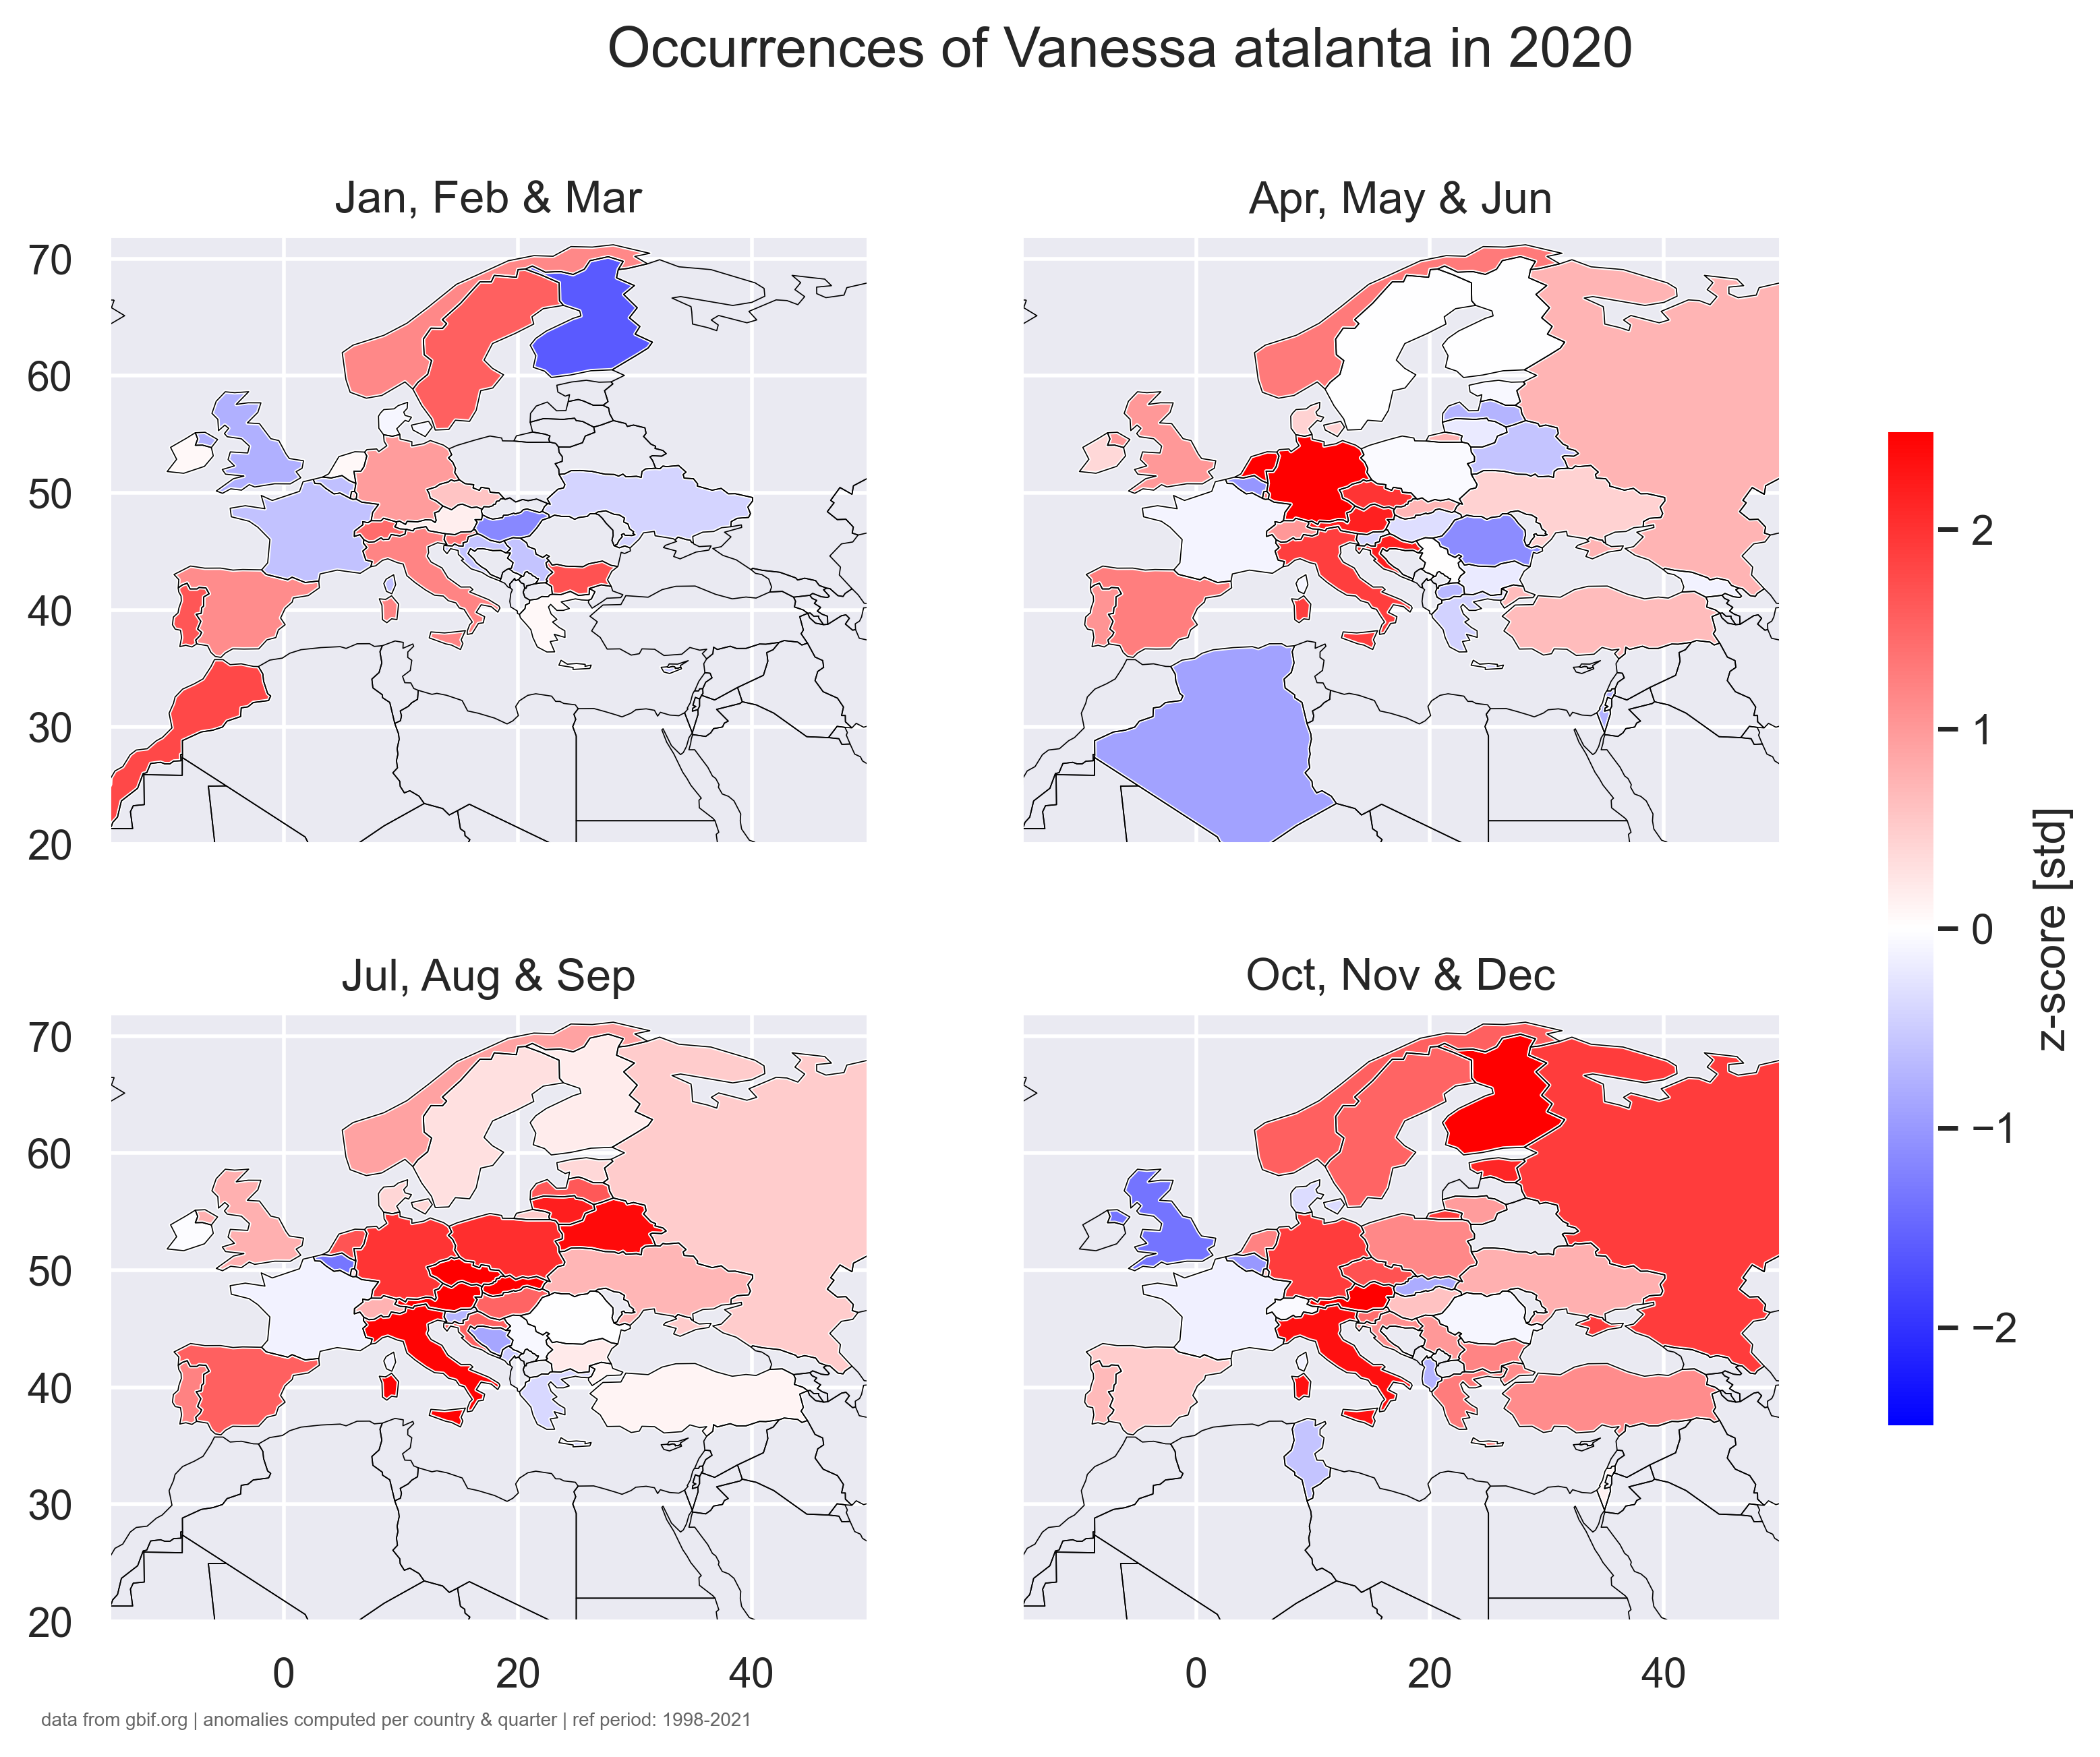 Occurrences of Vanessa atalanta in 2020
Jan, Feb & Mar
Apr, May & Jun
70
60
50
40
30
20
Jul, Aug & Sep
Oct, Nov & Dec
70
60
50
40
30
20
0 20 40
0 20 40
2
1
0
−1
−2
z-score [std]
data from gbif.org | anomalies computed per country & quarter | ref period: 1998-2021